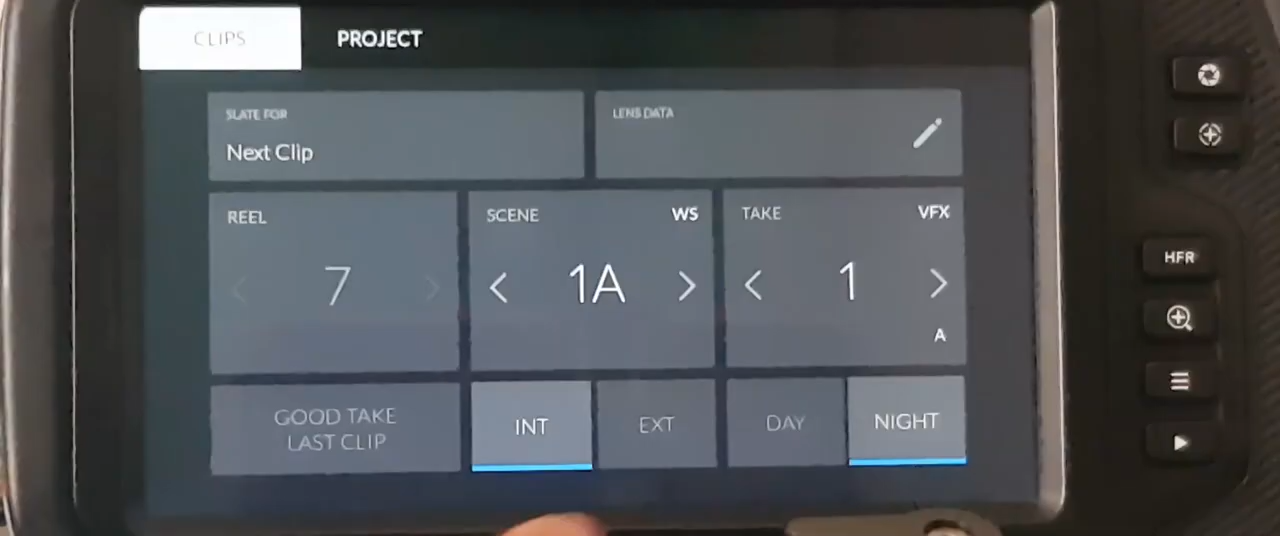 CLIPS
PROJECT
SLATE FOR
Next Clip
LENS DATA
REEL
7
SCENE
WS
< 1A >
TAKE
VFX
< 1 >
A
GOOD TAKE
LAST CLIP
INT
EXT
DAY
NIGHT
HFR